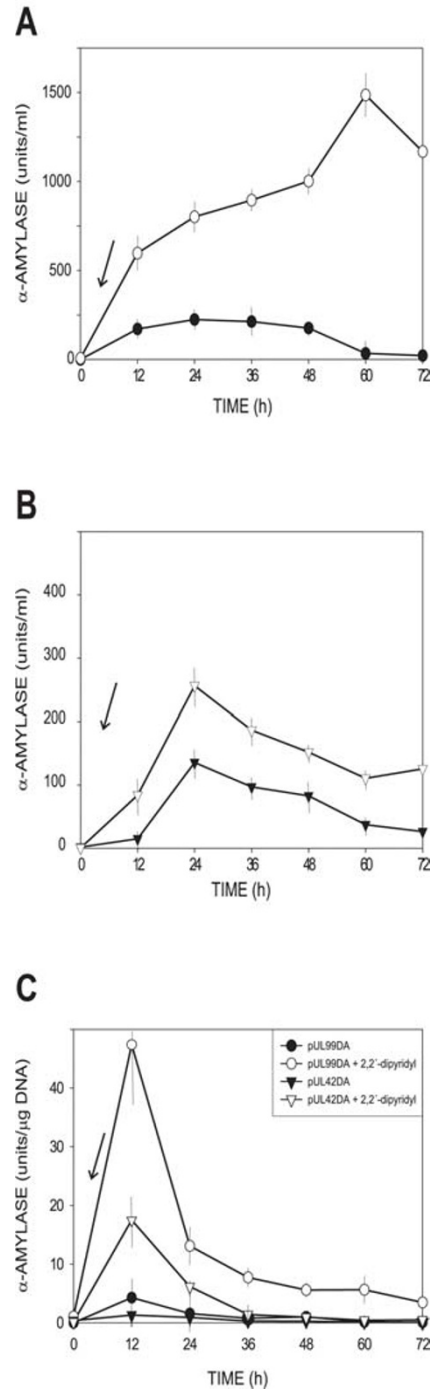 A
α-AMYLASE (units/ml)
1500
1000
500
0
0 12 24 36 48 60 72
TIME (h)
B
α-AMYLASE (units/ml)
400
300
200
100
0
0 12 24 36 48 60 72
TIME (h)
C
α-AMYLASE (units/µg DNA)
pUL99DA
pUL99DA + 2,2´-dipyridyl
pUL42DA
pUL42DA + 2,2´-dipyridyl
40
30
20
10
0
0 12 24 36 48 60 72
TIME (h)